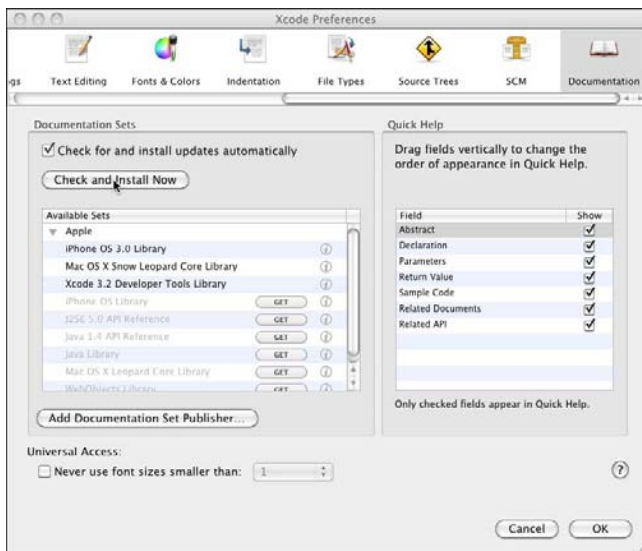 Xcode Preferences
gs
Text Editing
Fonts & Colors
Indentation
File Types
Source Trees
SCM
Documentation
Documentation Sets
Check for and install updates automatically
Check and Install Now
Available Sets
Apple
iPhone OS 3.0 Library
Mac OS X Snow Leopard Core Library
Xcode 3.2 Developer Tools Library
iPhone OS Library GET
J2SE 5.0 API Reference GET
Java 1.4 API Reference GET
Java Library GET
Mac OS X Leopard Core Library GET
WebObjects Library GET
Add Documentation Set Publisher...
Quick Help
Drag fields vertically to change the
order of appearance in Quick Help.
Field Show
Abstract
Declaration
Parameters
Return Value
Sample Code
Related Documents
Related API
Only checked fields appear in Quick Help.
Universal Access:
Never use font sizes smaller than: 1
?
Cancel
OK